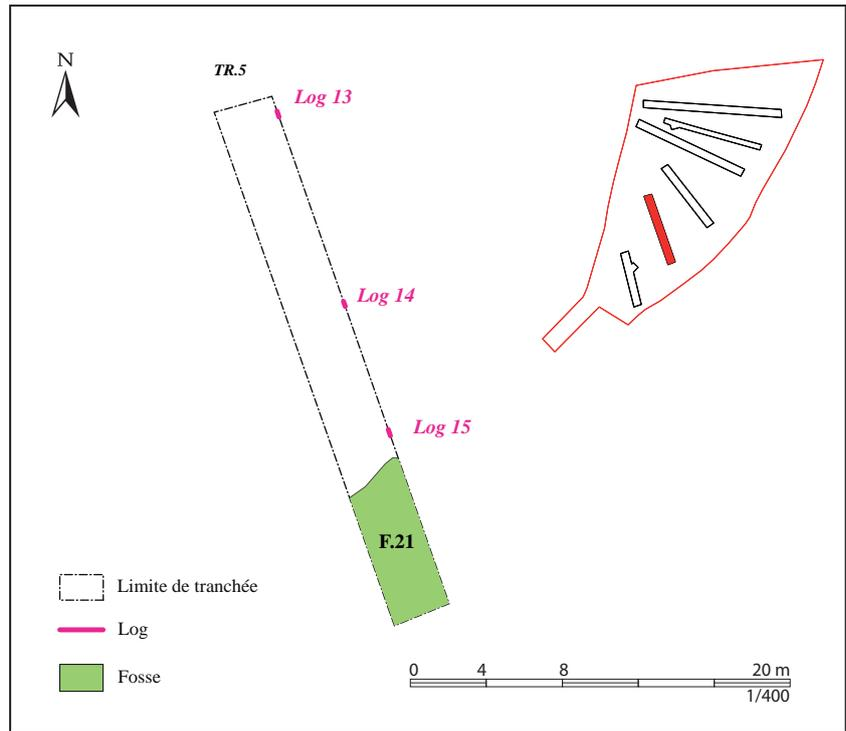 N
TR.5
Log 13
Log 14
Log 15
F.21
Limite de tranchée
Log
Fosse
0 4 8 20 m
1/400